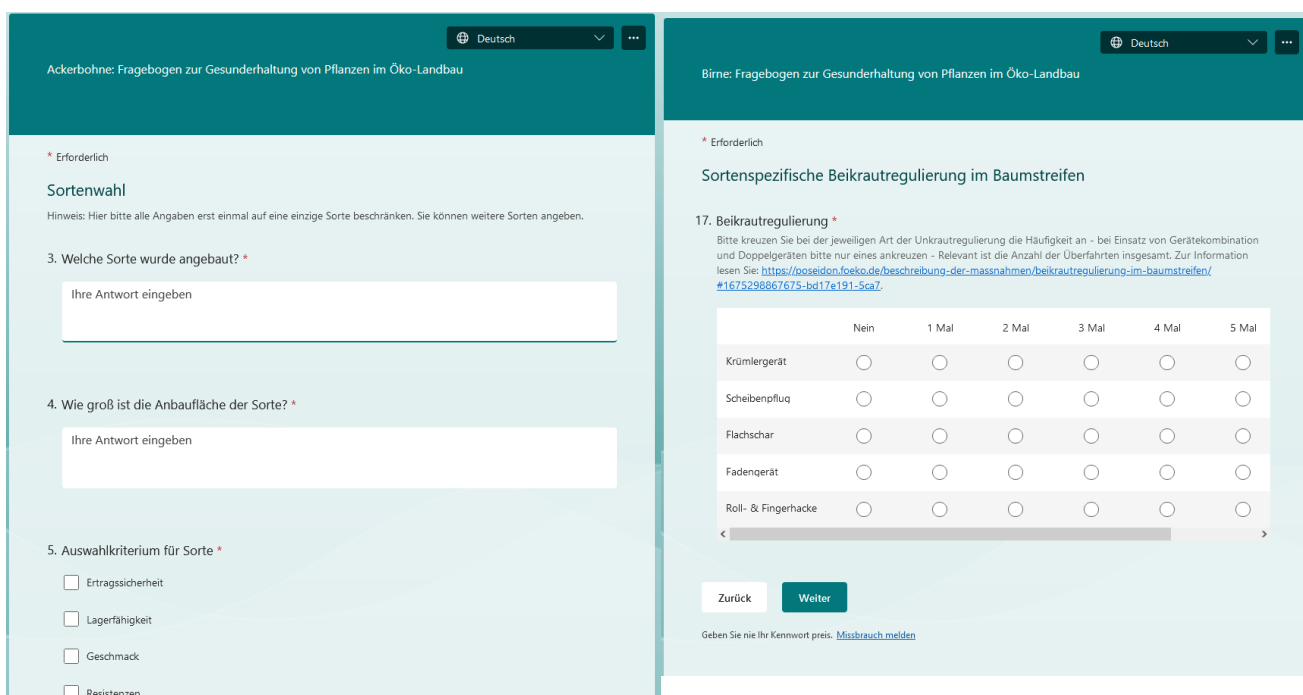 Deutsch
Ackerbohne: Fragebogen zur Gesunderhaltung von Pflanzen im Öko-Landbau
* Erforderlich
Sortenwahl
Hinweis: Hier bitte alle Angaben erst einmal auf eine einzige Sorte beschränken. Sie können weitere Sorten angeben.
3. Welche Sorte wurde angebaut? *
Ihre Antwort eingeben
4. Wie groß ist die Anbaufläche der Sorte? *
Ihre Antwort eingeben
5. Auswahlkriterium für Sorte *
Ertragssicherheit
Lagerfähigkeit
Geschmack
Resistenzen
Deutsch
Birne: Fragebogen zur Gesunderhaltung von Pflanzen im Öko-Landbau
* Erforderlich
Sortenspezifische Beikrautregulierung im Baumstreifen
17. Beikrautregulierung *
Bitte kreuzen Sie bei der jeweiligen Art der Unkrautregulierung die Häufigkeit an - bei Einsatz von Gerätekombination
und Doppelgeräten bitte nur eines ankreuzen - Relevant ist die Anzahl der Überfahrten insgesamt. Zur Information
lesen Sie: https://poseidon.foeko.de/beschreibung-der-massnahmen/beikrautregulierung-im-baumstreifen/
#1675298867675-bd17e191-5ca7.
Nein 1 Mal 2 Mal 3 Mal 4 Mal 5 Mal
Krümlergerät
Scheibenpflug
Flachschar
Fadengerät
Roll- & Fingerhacke
Zurück Weiter
Geben Sie nie Ihr Kennwort preis. Missbrauch melden